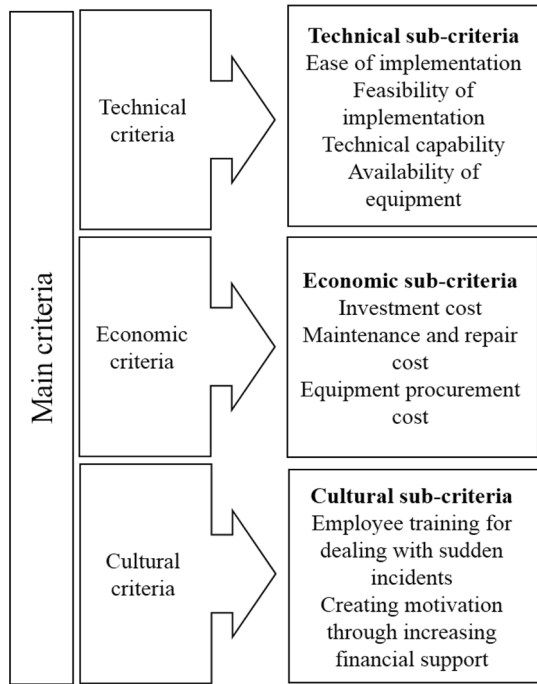 Main criteria
Technical
criteria
Technical sub-criteria
Ease of implementation
Feasibility of
implementation
Technical capability
Availability of
equipment
Economic
criteria
Economic sub-criteria
Investment cost
Maintenance and repair
cost
Equipment procurement
cost
Cultural
criteria
Cultural sub-criteria
Employee training for
dealing with sudden
incidents
Creating motivation
through increasing
financial support